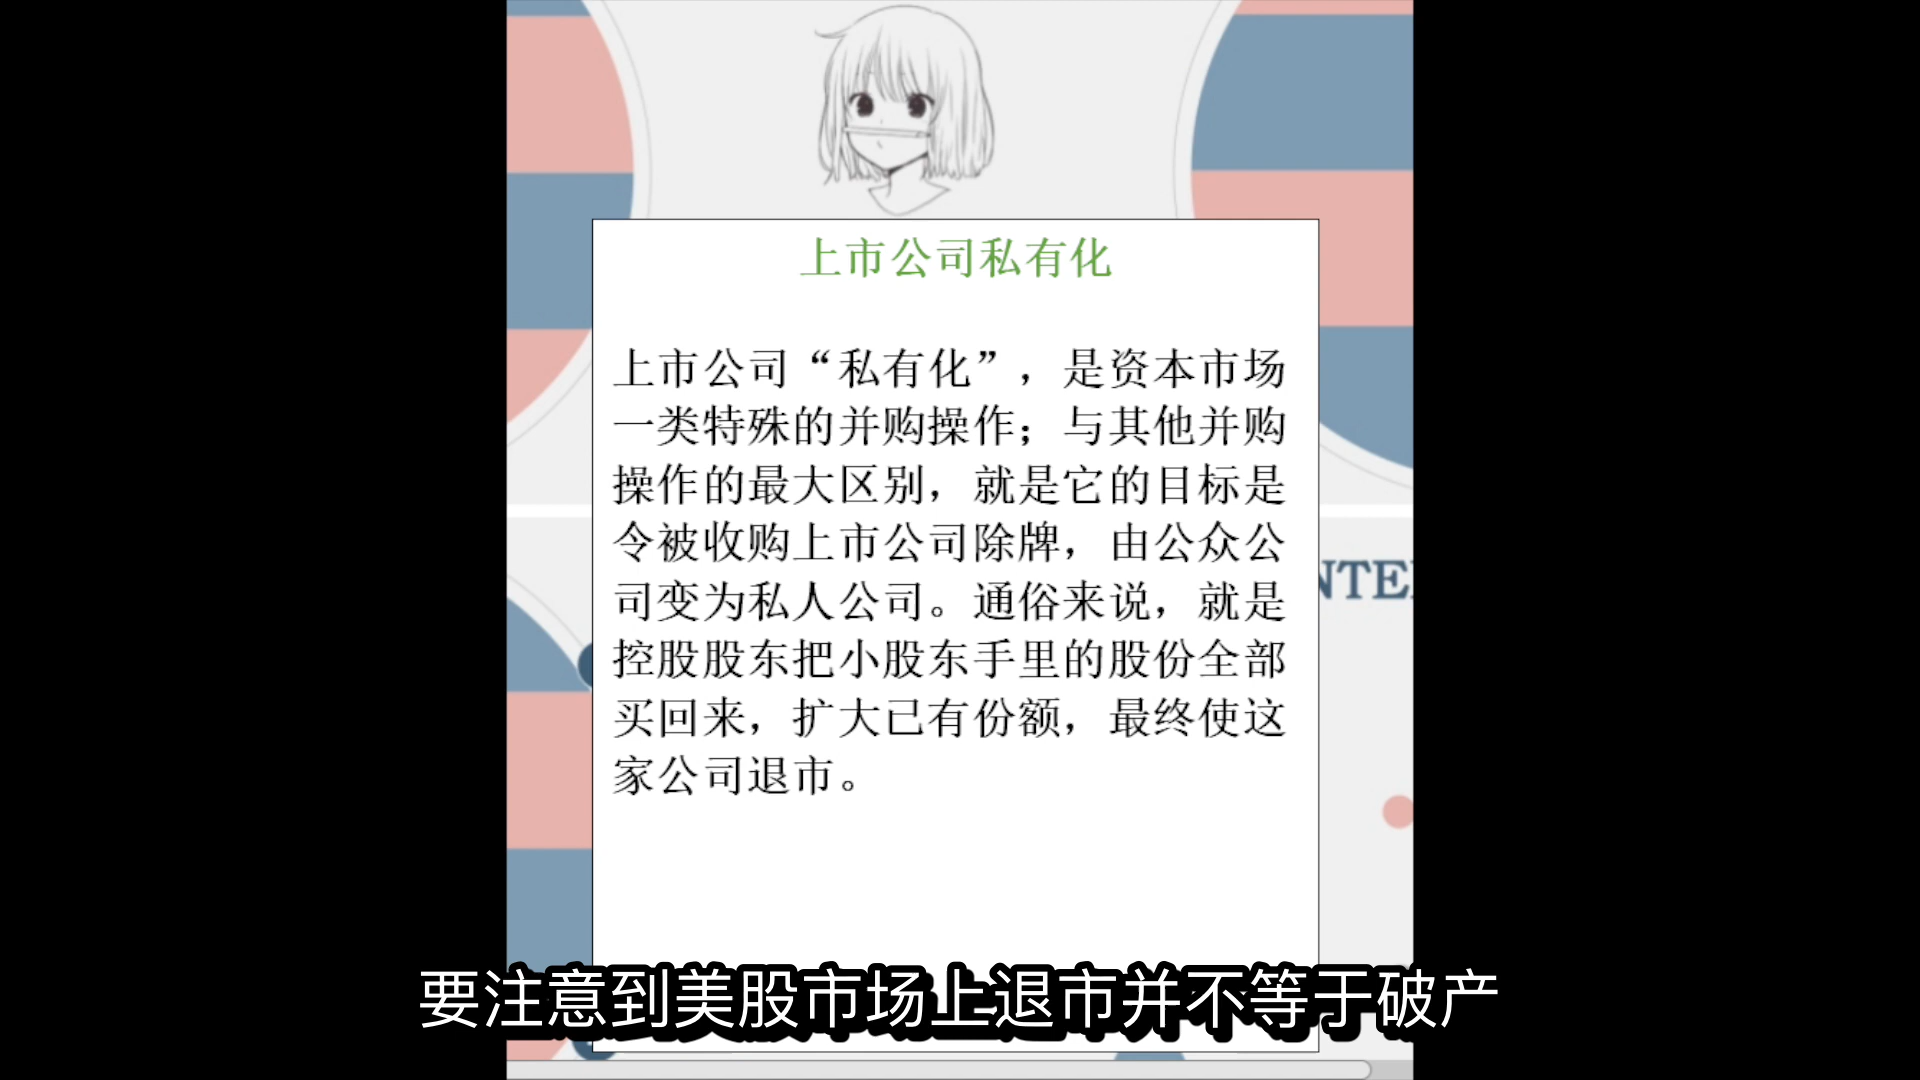 上市公司私有化
上市公司“私有化”，是资本市场
一类特殊的并购操作；与其他并购
操作的最大区别，就是它的目标是
令被收购上市公司除牌，由公众公
司变为私人公司。通俗来说，就是
控股股东把小股东手里的股份全部
买回来，扩大已有份额，最终使这
家公司退市。
NTE
要注意到美股市场上退市并不等于破产